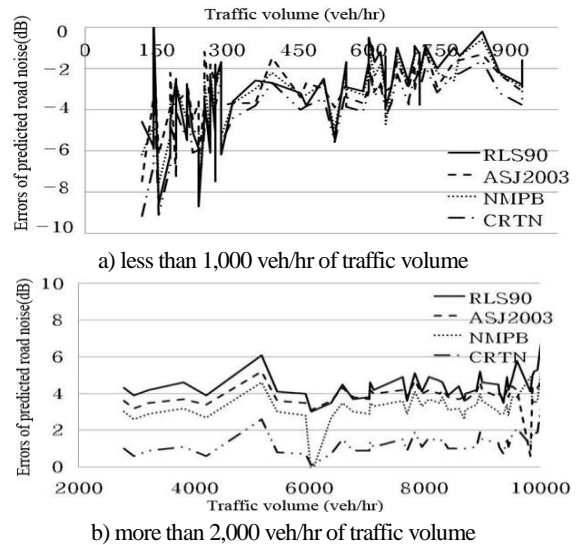 Traffic volume (veh/hr)
0 150 300 450 600 750 900
0
−2
−4
−6
−8
−10
Errors of predicted road noise(dB)
RLS90
ASJ2003
NMPB
CRTN
a) less than 1,000 veh/hr of traffic volume
10
8
6
4
2
0
Errors of predicted road noise(dB)
RLS90
ASJ2003
NMPB
CRTN
2000 4000 6000 8000 10000
Traffic volume (veh/hr)
b) more than 2,000 veh/hr of traffic volume